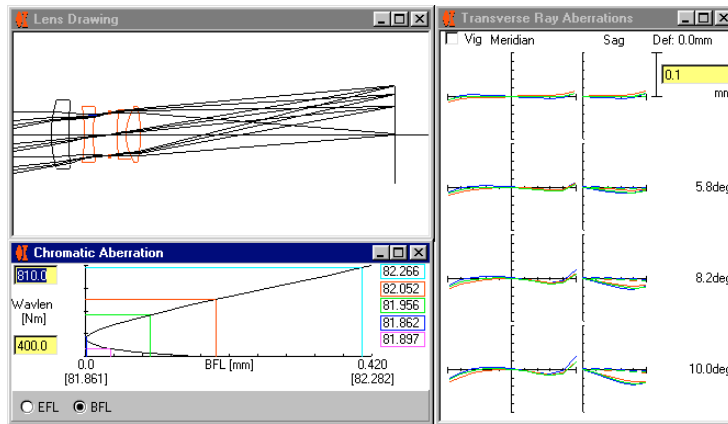 Lens Drawing
Transverse Ray Aberrations
Vig Meridian Sag Def: 0.0mm
0.1
mm
5.8deg
8.2deg
10.0deg
Chromatic Aberration
810.0
Wavlen
[Nm]
400.0
82.266
82.052
81.956
81.862
81.897
0.0 BFL [mm] 0.420
[81.861] [82.282]
EFL BFL